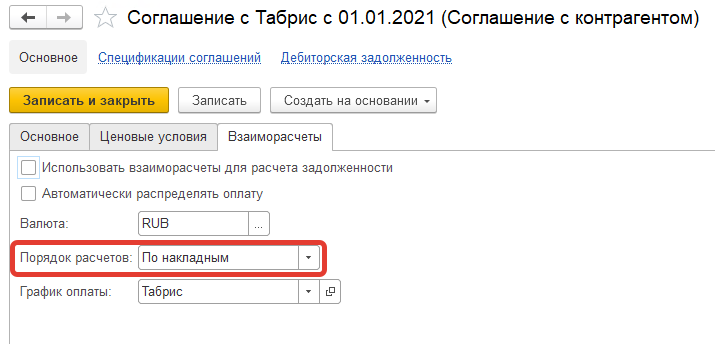 Соглашение с Табрис с 01.01.2021 (Соглашение с контрагентом)
Основное Спецификации соглашений Дебиторская задолженность
Записать и закрыть Записать Создать на основании
Основное Ценовые условия Взаиморасчеты
Использовать взаиморасчеты для расчета задолженности
Автоматически распределять оплату
Валюта: RUB ...
Порядок расчетов: По накладным
График оплаты: Табрис